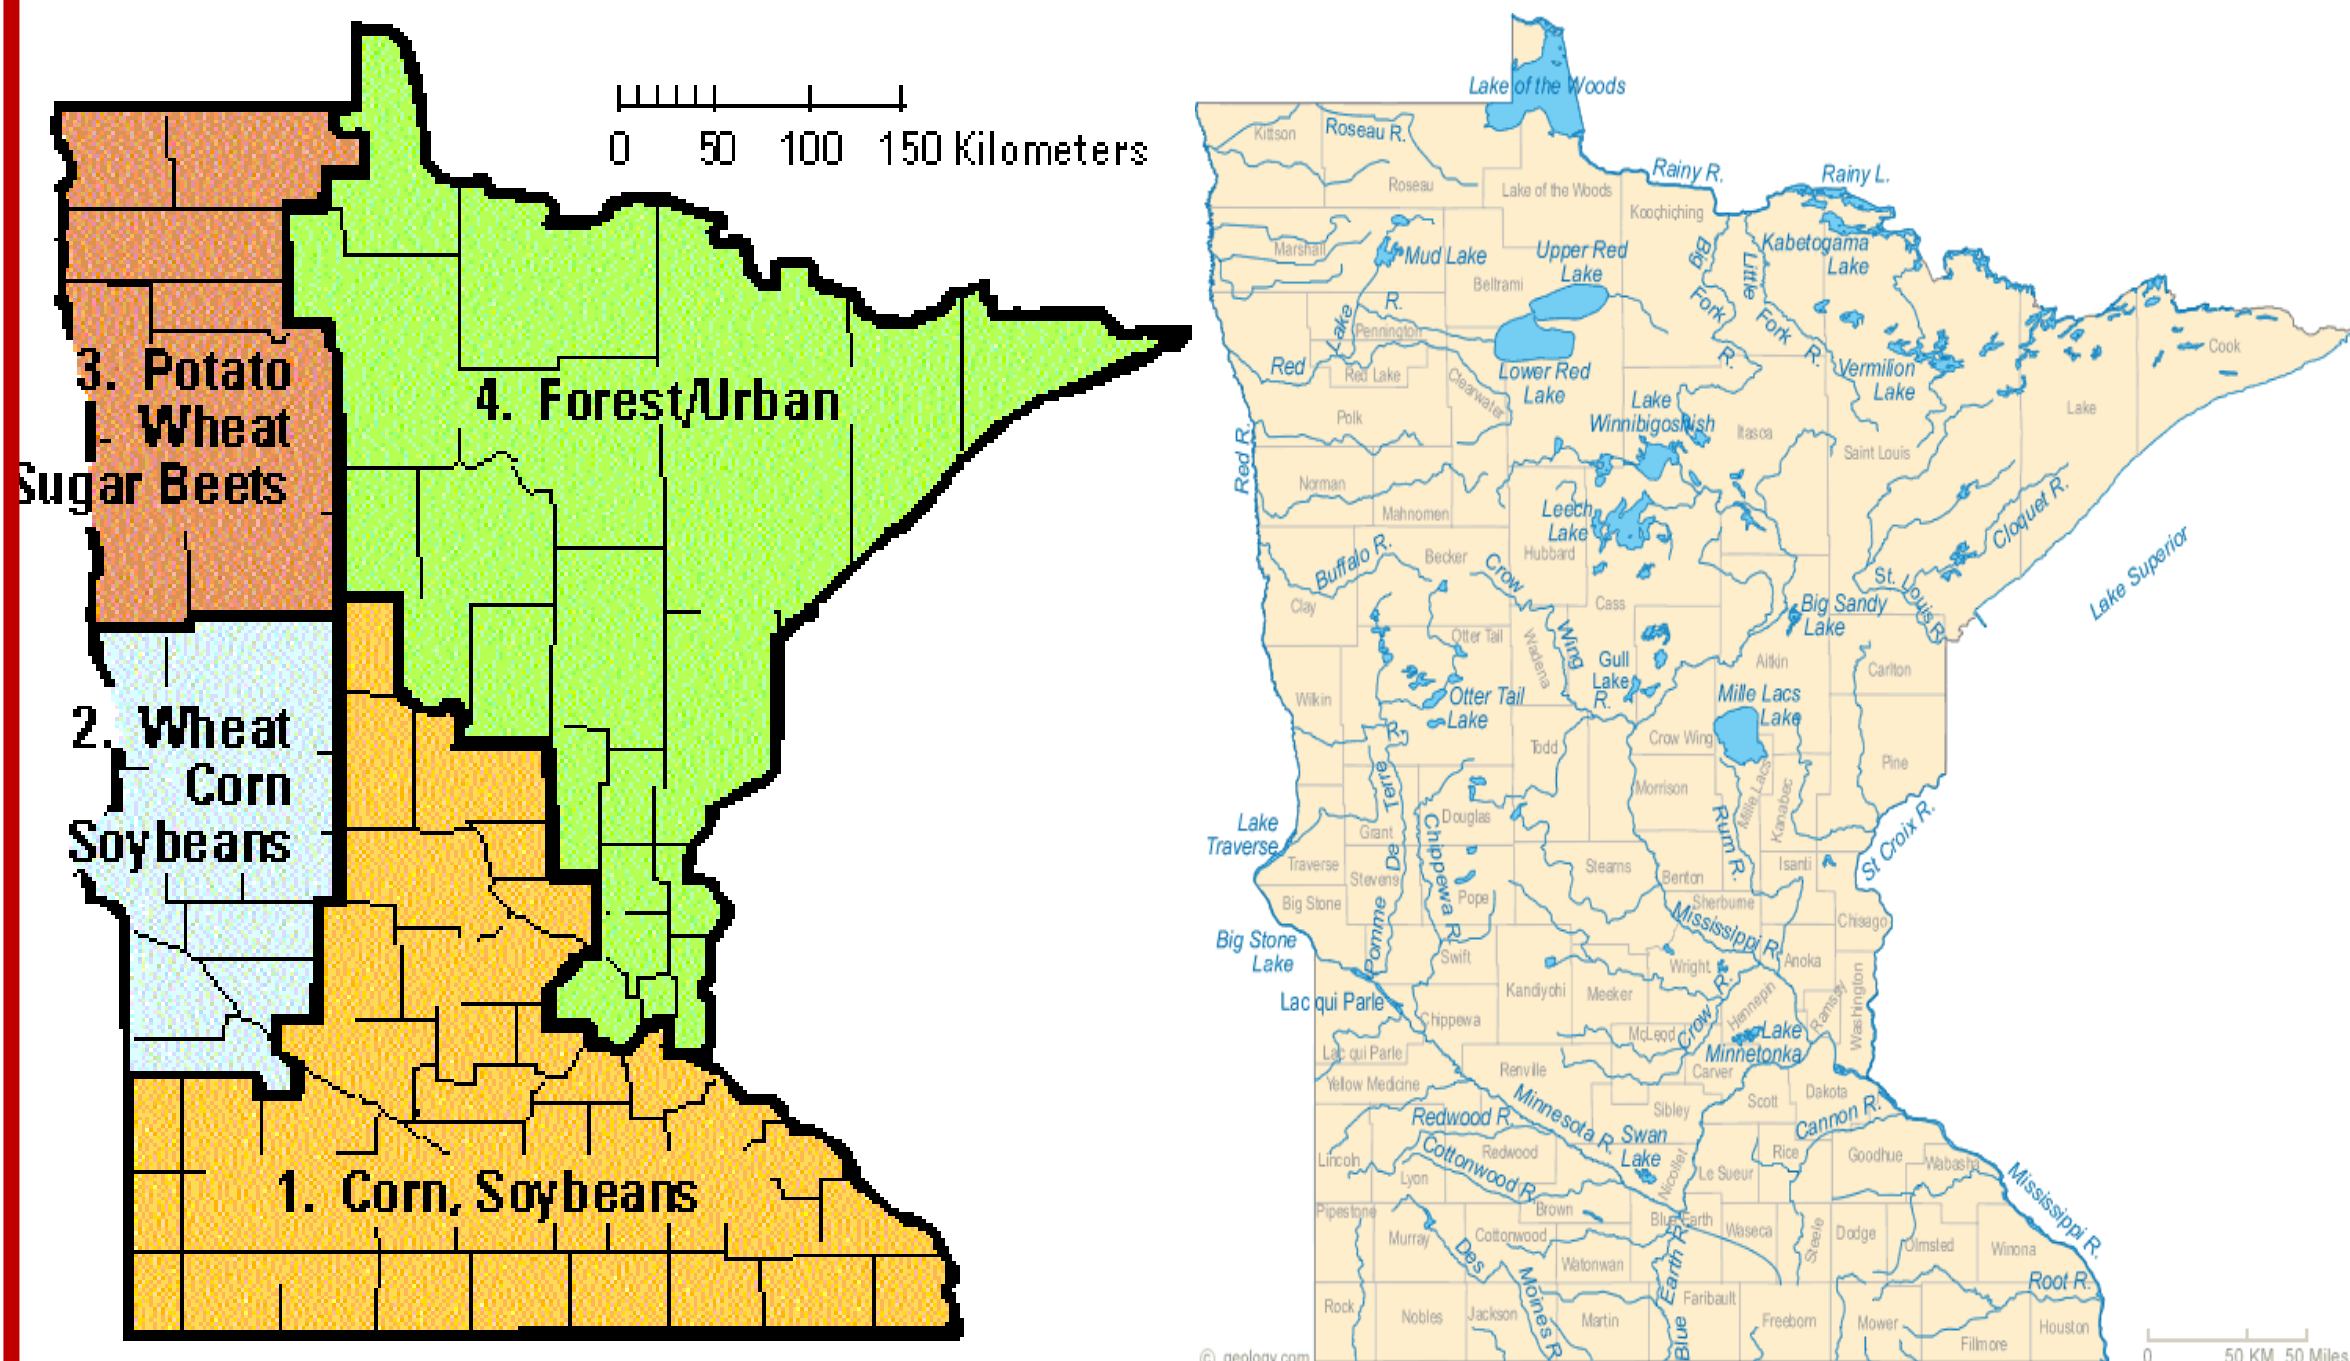 0 50 100 150 Kilometers
3. Potato
Wheat
Sugar Beets
4. Forest/Urban
2. Wheat
Corn
Soybeans
1. Corn, Soybeans
Lake of the Woods
Kittson
Roseau R.
Roseau
Lake of the Woods
Rainy R.
Rainy L.
Koochiching
Marshall
Mud Lake
Upper Red
Lake
Beltrami
Big
Fork
R.
Little
Fork
R.
Kabetogama
Lake
Red
Lake
R.
Pennington
Red Lake
Clearwater
Lower Red
Lake
Vermilion
Lake
Cook
Lake
Polk
Lake
Winnibigoshish
Itasca
Saint Louis
Red R.
Norman
Mahnomen
Leech
Lake
Hubbard
Cloquet R.
Lake Superior
Buffalo R.
Becker
Crow
Wing
R.
Clay
Cass
St. Louis R.
Big Sandy
Lake
Otter Tail
Wadena
Gull
Lake
Aitkin
Carlton
Wilkin
Otter Tail
Lake
Mille Lacs
Lake
Todd
Crow Wing
Pine
Morrison
Mille Lacs
Kanabec
Pomme De Terre
R.
Chippewa R.
Douglas
Grant
Lake
Traverse
Traverse
Stevens
Stearns
Rum R.
Isanti
St Croix R.
Benton
Big Stone
Pope
Sherburne
Chisago
Mississippi R.
Big Stone
Lake
Swift
Wright
Anoka
Kandiyohi
Meeker
Hennepin
Ramsey
Washington
Lac qui Parle
Chippewa
McLeod
Crow R.
Lake
Minnetonka
Lac qui Parle
Renville
Carver
Yellow Medicine
Dakota
Scott
Sibley
Minnesota R.
Redwood R.
Cannon R.
Swan
Lake
Redwood
Rice
Goodhue
Wabasha
Lincoln
Lyon
Cottonwood R.
Nicollet
Le Sueur
Mississippi R.
Pipestone
Brown
Blue Earth
Waseca
Steele
Dodge
Olmsted
Winona
Murray
Cottonwood
Watonwan
Des
Moines R.
Blue Earth R.
Root R.
Rock
Nobles
Jackson
Martin
Faribault
Freeborn
Mower
Fillmore
Houston
© geology.com
0 50 KM 50 Miles